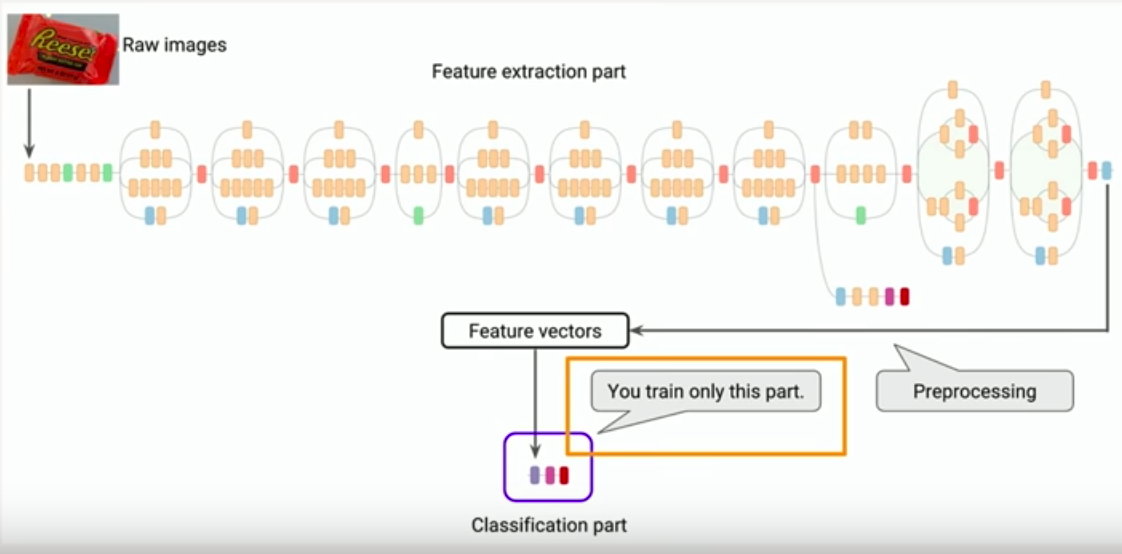 Reese's
Raw images
Feature extraction part
Feature vectors
You train only this part.
Preprocessing
Classification part